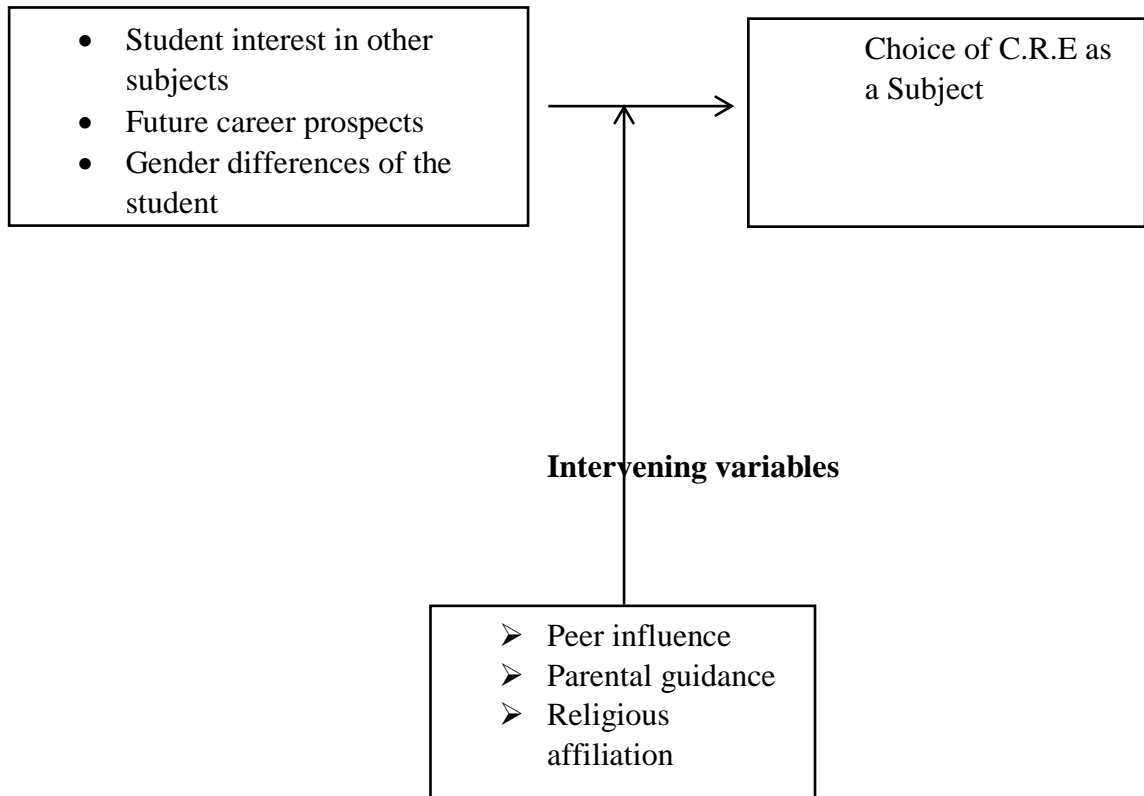 • Student interest in other
subjects
• Future career prospects
• Gender differences of the
student
Choice of C.R.E as
a Subject
Intervening variables
➢ Peer influence
➢ Parental guidance
➢ Religious
affiliation